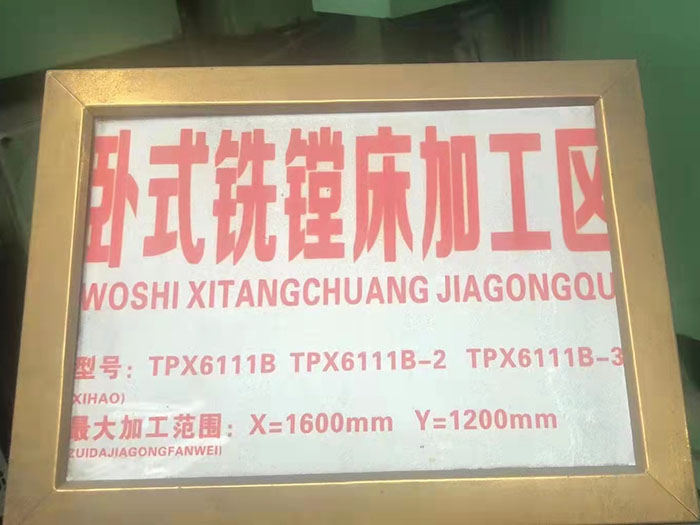 卧式铣镗床加工区
WOSHI XITANGCHUANG JIAGONGQU
型号：TPX6111B TPX6111B-2 TPX6111B-3
XIHAO)
最大加工范围：X=1600mm Y=1200mm
ZUIDAJIAGONGFANWEII